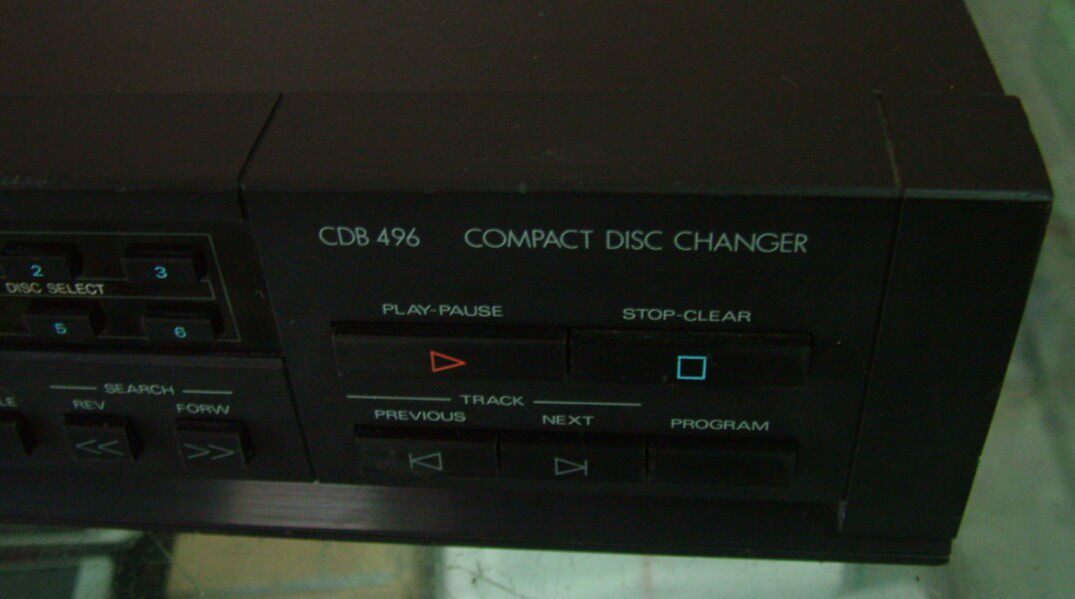 CDB 496 COMPACT DISC CHANGER
2 3
DISC SELECT
5 6
PLAY-PAUSE STOP-CLEAR
SEARCH
REV FORW
TRACK
PREVIOUS NEXT PROGRAM